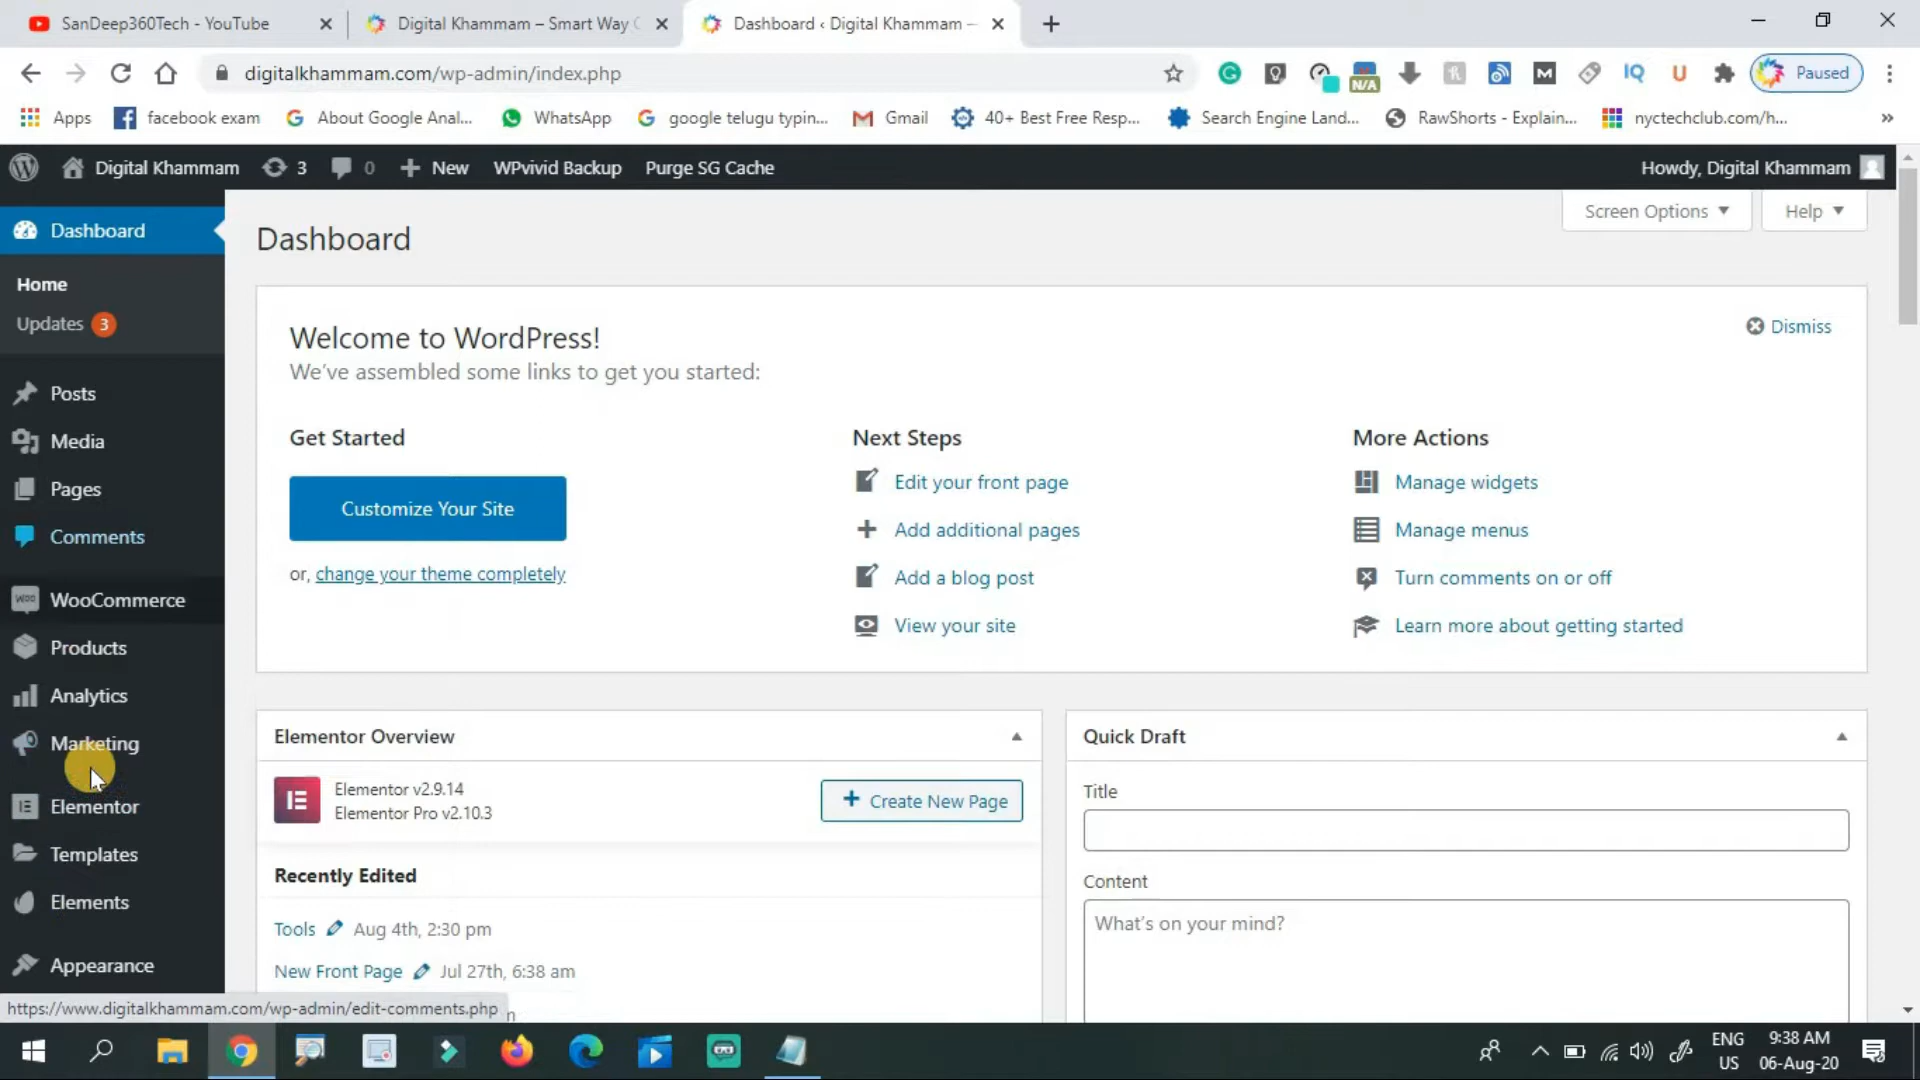 SanDeep360Tech - YouTube
Digital Khammam – Smart Way
Dashboard ‹ Digital Khammam —
digitalkhammam.com/wp-admin/index.php
N/A
IQ
Paused
Apps
facebook exam
About Google Anal...
WhatsApp
google telugu typin...
Gmail
40+ Best Free Resp...
Search Engine Land...
RawShorts - Explain...
nyctechclub.com/h...
»
Digital Khammam
3
0
New
WPvivid Backup
Purge SG Cache
Howdy, Digital Khammam
Dashboard
Screen Options
Help
Dashboard
Home
Updates 3
Posts
Media
Pages
Comments
WooCommerce
Products
Analytics
Marketing
Elementor
Templates
Elements
Appearance
Welcome to WordPress!
We've assembled some links to get you started:
Dismiss
Get Started
Customize Your Site
or, change your theme completely
Next Steps
Edit your front page
Add additional pages
Add a blog post
View your site
More Actions
Manage widgets
Manage menus
Turn comments on or off
Learn more about getting started
Elementor Overview
Elementor v2.9.14
Elementor Pro v2.10.3
Create New Page
Recently Edited
Tools Aug 4th, 2:30 pm
New Front Page Jul 27th, 6:38 am
Quick Draft
Title
Content
What's on your mind?
https://www.digitalkhammam.com/wp-admin/edit-comments.php
ENG
US
9:38 AM
06-Aug-20